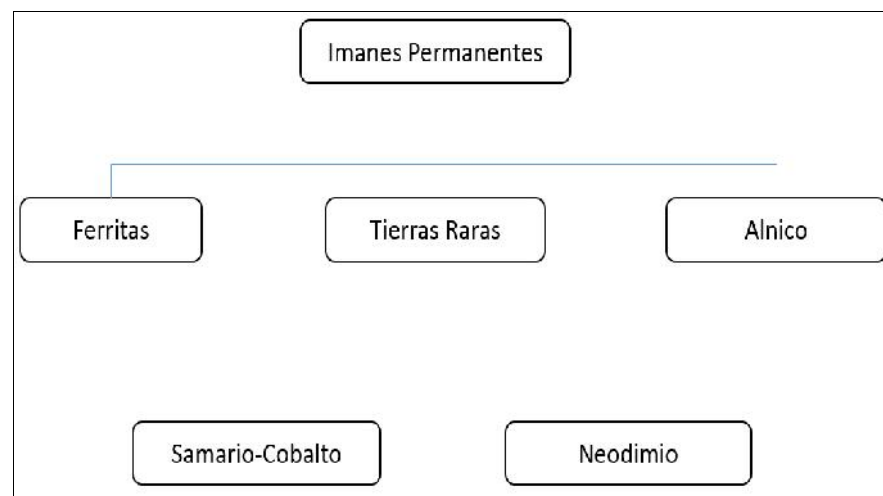 Imanes Permanentes
Ferritas
Tierras Raras
Alnico
Samario-Cobalto
Neodimio